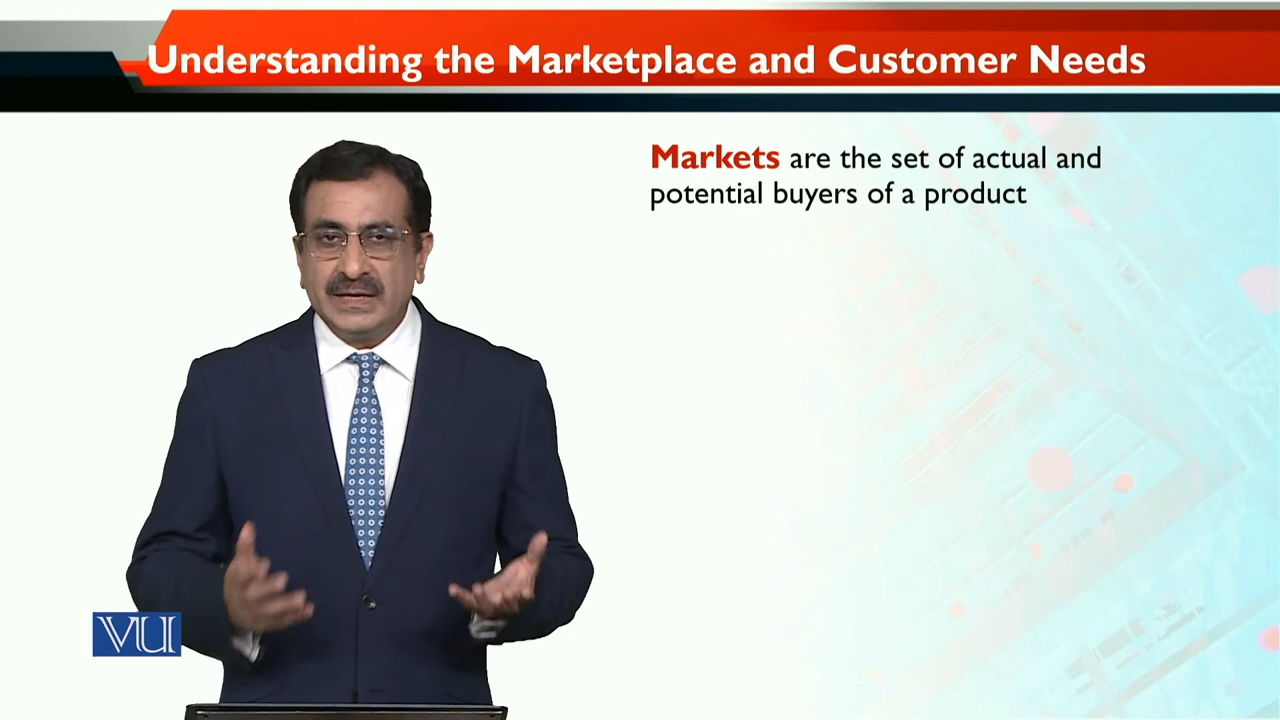 Understanding the Marketplace and Customer Needs
Markets are the set of actual and
potential buyers of a product
VU